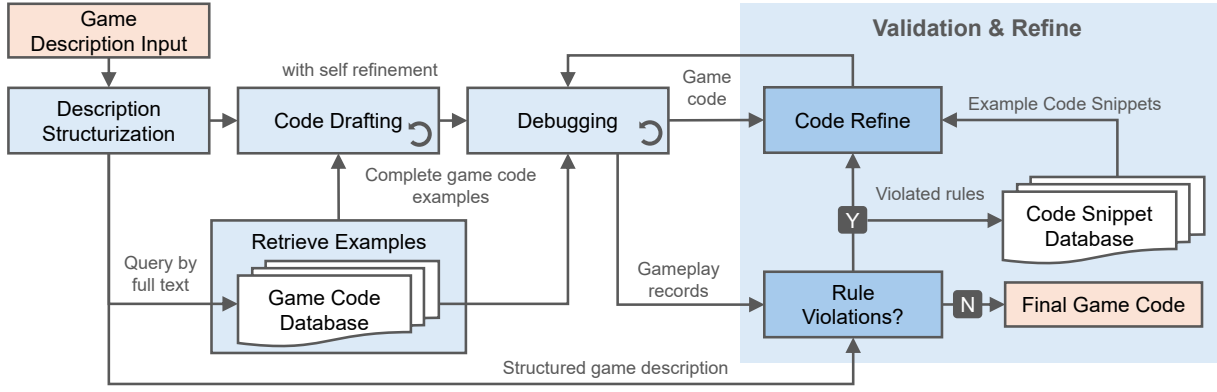 Game
Description Input
Validation & Refine
with self refinement
Game
code
Description
Structurization
Code Drafting
Debugging
Code Refine
Example Code Snippets
Complete game code
examples
Violated rules
Y
Code Snippet
Database
Retrieve Examples
Query by
full text
Game Code
Database
Gameplay
records
Rule
Violations?
N
Final Game Code
Structured game description